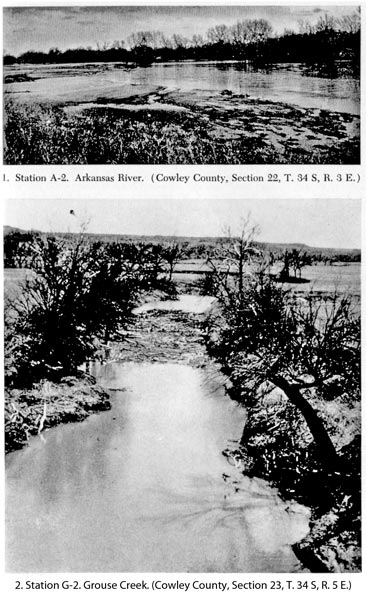 1. Station A-2. Arkansas River. (Cowley County, Section 22, T. 34 S, R. 3 E.)
2. Station G-2. Grouse Creek. (Cowley County, Section 23, T. 34 S, R. 5 E.)